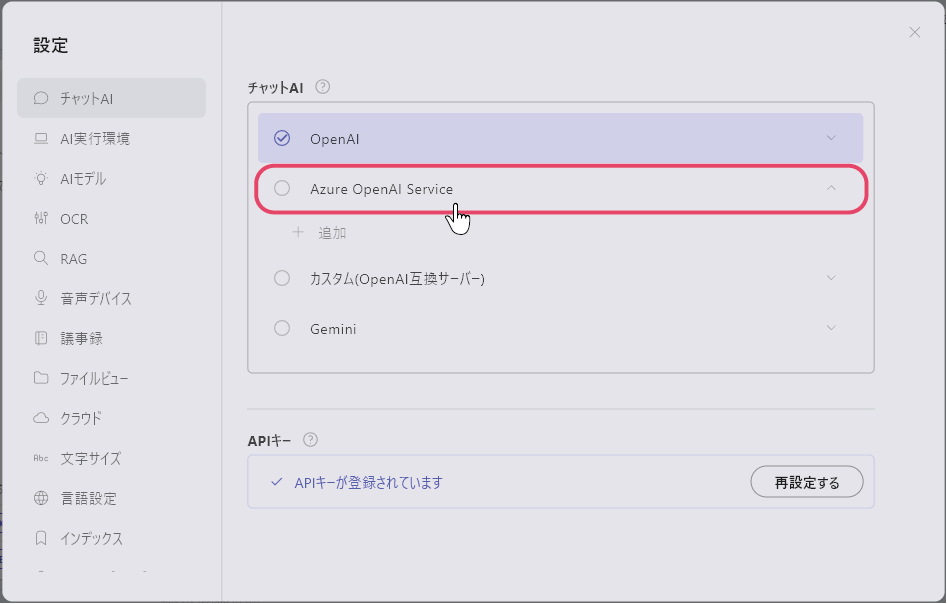 設定
チャットAI
AI実行環境
AIモデル
OCR
RAG
音声デバイス
議事録
ファイルビュー
クラウド
Abc 文字サイズ
言語設定
インデックス
チャットAI ?
OpenAI
Azure OpenAI Service
+ 追加
カスタム(OpenAI互換サーバー)
Gemini
APIキー ?
APIキーが登録されています
再設定する